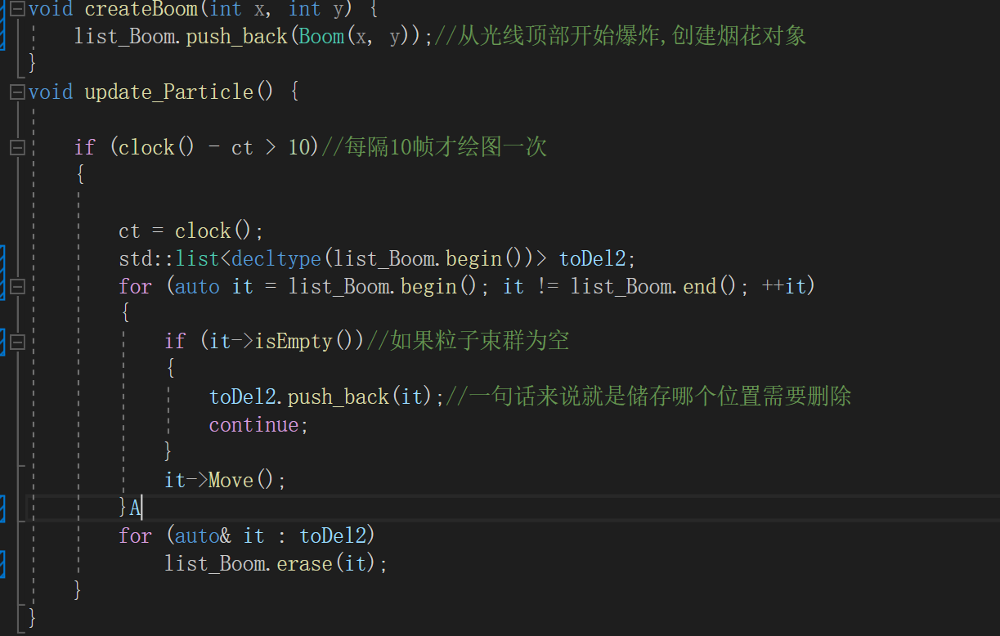 void createBoom(int x, int y) {
    list_Boom.push_back(Boom(x, y));//从光线顶部开始爆炸,创建烟花对象
}
void update_Particle() {
    if (clock() - ct > 10)//每隔10帧才绘图一次
    {
        ct = clock();
        std::list<decltype(list_Boom.begin())> toDel2;
        for (auto it = list_Boom.begin(); it != list_Boom.end(); ++it)
        {
            if (it->isEmpty())//如果粒子束群为空
            {
                toDel2.push_back(it);//一句话来说就是储存哪个位置需要删除
                continue;
            }
            it->Move();
        }A
        for (auto& it : toDel2)
            list_Boom.erase(it);
    }
}